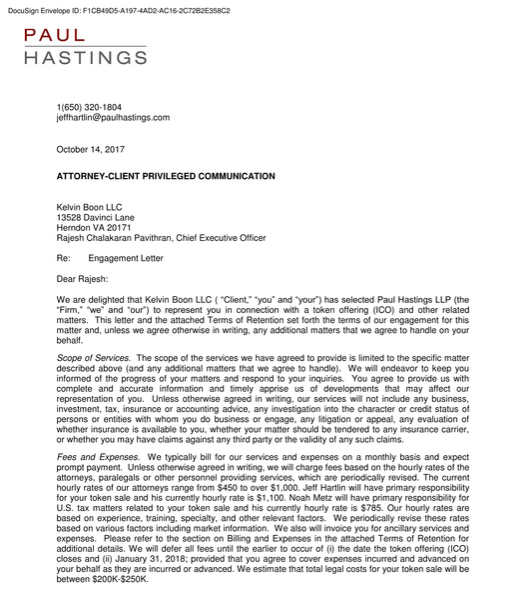 DocuSign Envelope ID: F1CB49D5-A197-4AD2-AC16-2C72B2E358C2
PAUL
HASTINGS
1(650) 320-1804
jeffhartlin@paulhastings.com
October 14, 2017
ATTORNEY-CLIENT PRIVILEGED COMMUNICATION
Kelvin Boon LLC
13528 Davinci Lane
Herndon VA 20171
Rajesh Chalakaran Pavithran, Chief Executive Officer
Re: Engagement Letter
Dear Rajesh:
We are delighted that Kelvin Boon LLC ( “Client,” “you” and “your”) has selected Paul Hastings LLP (the
“Firm,” “we” and “our”) to represent you in connection with a token offering (ICO) and other related
matters. This letter and the attached Terms of Retention set forth the terms of our engagement for this
matter and, unless we agree otherwise in writing, any additional matters that we agree to handle on your
behalf.
Scope of Services. The scope of the services we have agreed to provide is limited to the specific matter
described above (and any additional matters that we agree to handle). We will endeavor to keep you
informed of the progress of your matters and respond to your inquiries. You agree to provide us with
complete and accurate information and timely apprise us of developments that may affect our
representation of you. Unless otherwise agreed in writing, our services will not include any business,
investment, tax, insurance or accounting advice, any investigation into the character or credit status of
persons or entities with whom you do business or engage, any litigation or appeal, any evaluation of
whether insurance is available to you, whether your matter should be tendered to any insurance carrier,
or whether you may have claims against any third party or the validity of any such claims.
Fees and Expenses. We typically bill for our services and expenses on a monthly basis and expect
prompt payment. Unless otherwise agreed in writing, we will charge fees based on the hourly rates of the
attorneys, paralegals or other personnel providing services, which are periodically revised. The current
hourly rates of our attorneys range from $450 to over $1,000. Jeff Hartlin will have primary responsibility
for your token sale and his currently hourly rate is $1,100. Noah Metz will have primary responsibility for
U.S. tax matters related to your token sale and his currently hourly rate is $785. Our hourly rates are
based on experience, training, specialty, and other relevant factors. We periodically revise these rates
based on various factors including market information. We also will invoice you for ancillary services and
expenses. Please refer to the section on Billing and Expenses in the attached Terms of Retention for
additional details. We will defer all fees until the earlier to occur of (i) the date the token offering (ICO)
closes and (ii) January 31, 2018; provided that you agree to cover expenses incurred and advanced on
your behalf as they are incurred or advanced. We estimate that total legal costs for your token sale will be
between $200K-$250K.